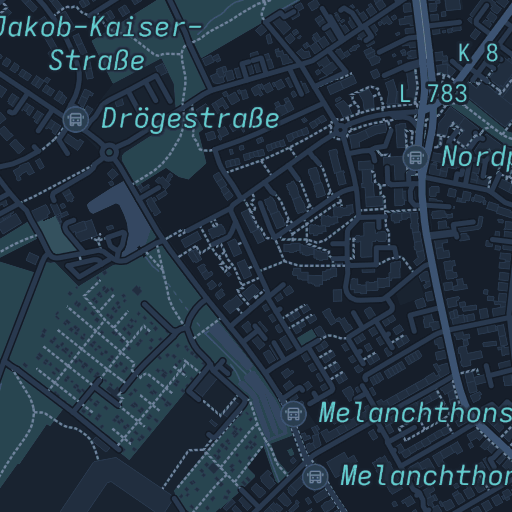 Jakob-Kaiser-
Straße
K 8
L 783
Drögestraße
Nordp
Melanchthons
Melanchthon